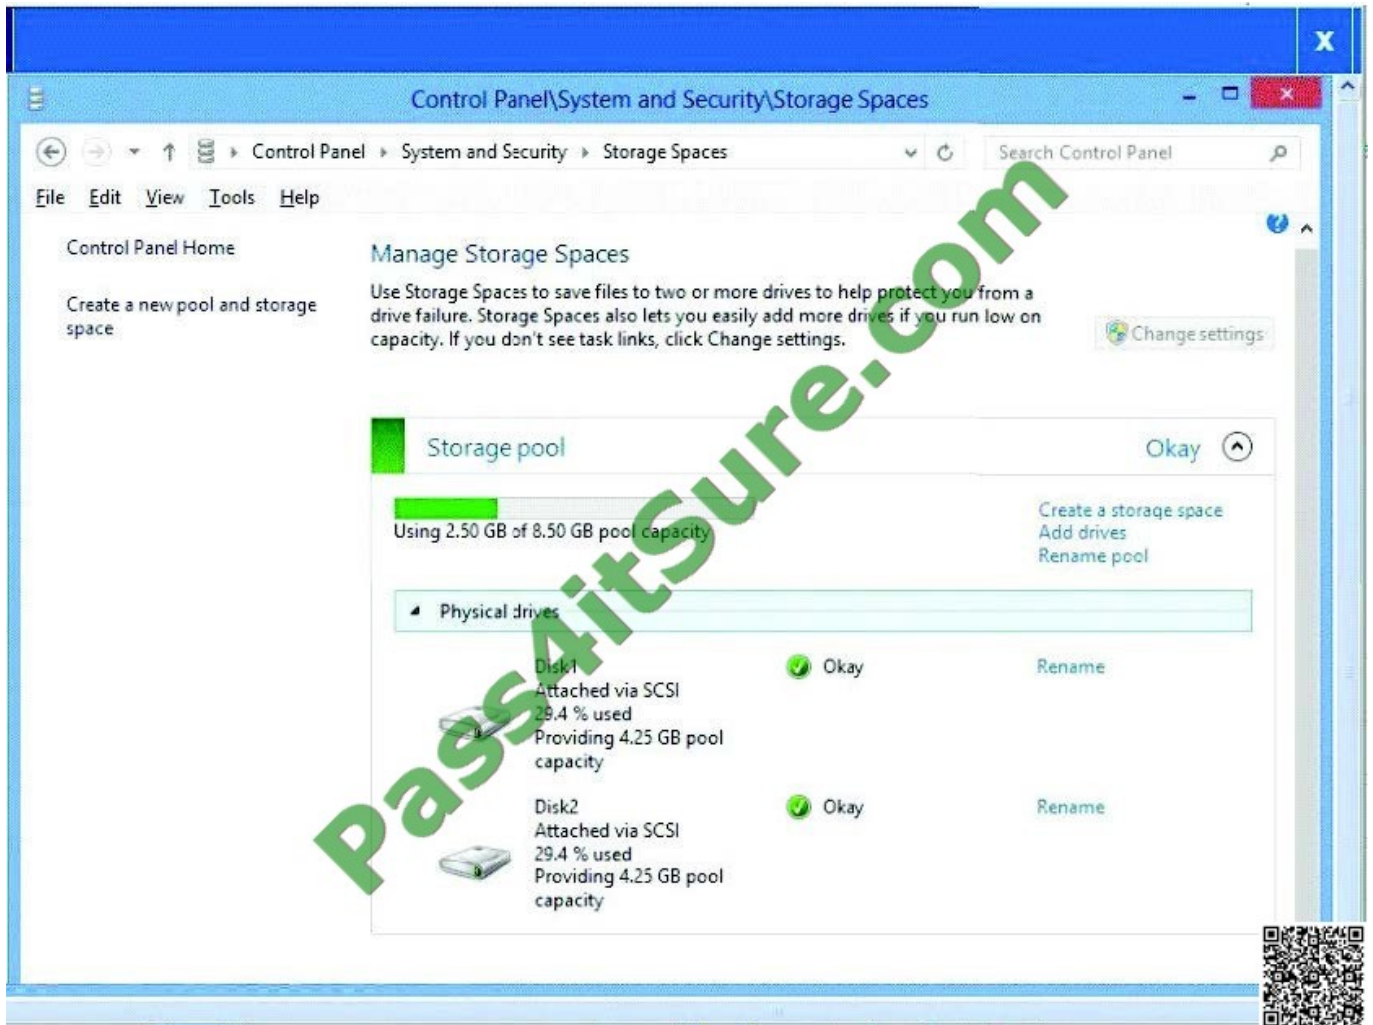 X
Control Panel\System and Security\Storage Spaces
Control Panel System and Security Storage Spaces
Search Control Panel
File Edit View Tools Help
Control Panel Home
Create a new pool and storage
space
Manage Storage Spaces
Use Storage Spaces to save files to two or more drives to help protect you from a
drive failure. Storage Spaces also lets you easily add more drives if you run low on
capacity. If you don't see task links, click Change settings.
Change settings
Storage pool
Okay
Using 2.50 GB of 8.50 GB pool capacity
Create a storage space
Add drives
Rename pool
Physical drives
Disk1
Attached via SCSI
29.4 % used
Providing 4.25 GB pool
capacity
Okay
Rename
Disk2
Attached via SCSI
29.4 % used
Providing 4.25 GB pool
capacity
Okay
Rename
Pass4itSure.com